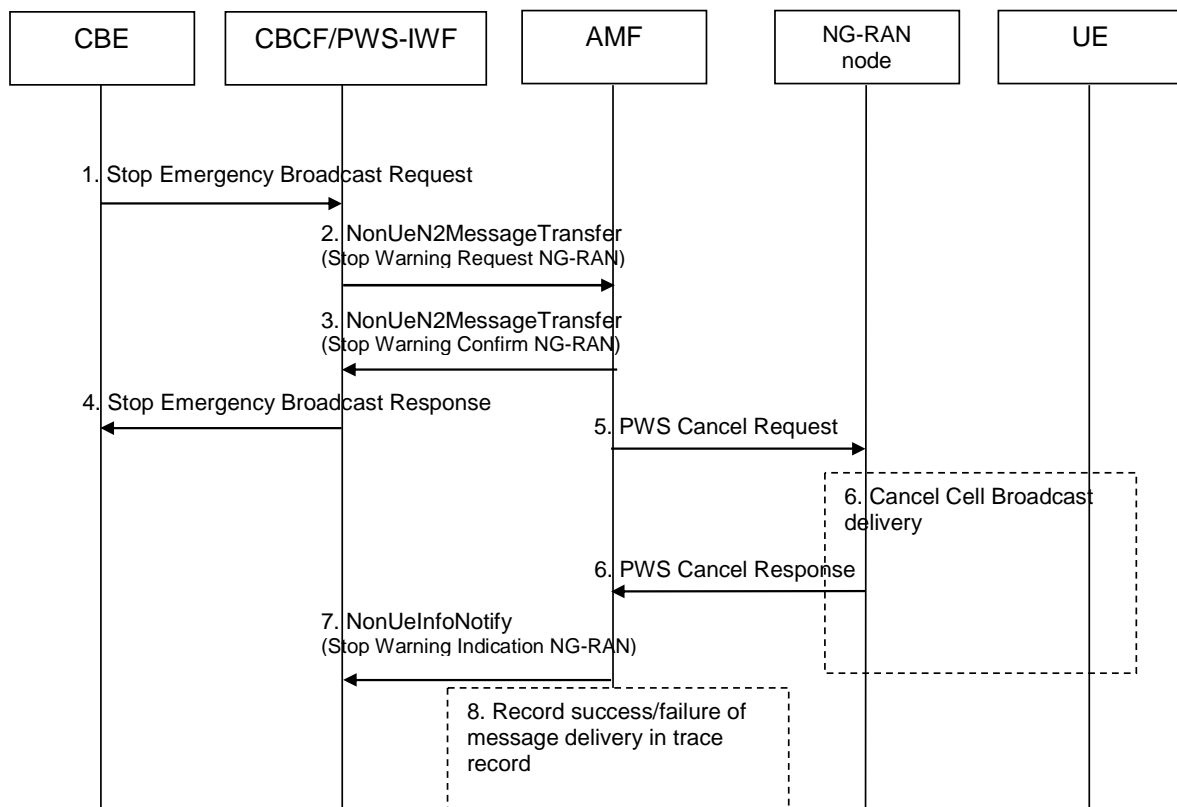 CBE
CBCF/PWS-IWF
AMF
NG-RAN
node
UE
1. Stop Emergency Broadcast Request
2. NonUeN2MessageTransfer
(Stop Warning Request NG-RAN)
3. NonUeN2MessageTransfer
(Stop Warning Confirm NG-RAN)
4. Stop Emergency Broadcast Response
5. PWS Cancel Request
6. Cancel Cell Broadcast
delivery
6. PWS Cancel Response
7. NonUeInfoNotify
(Stop Warning Indication NG-RAN)
8. Record success/failure of
message delivery in trace
record